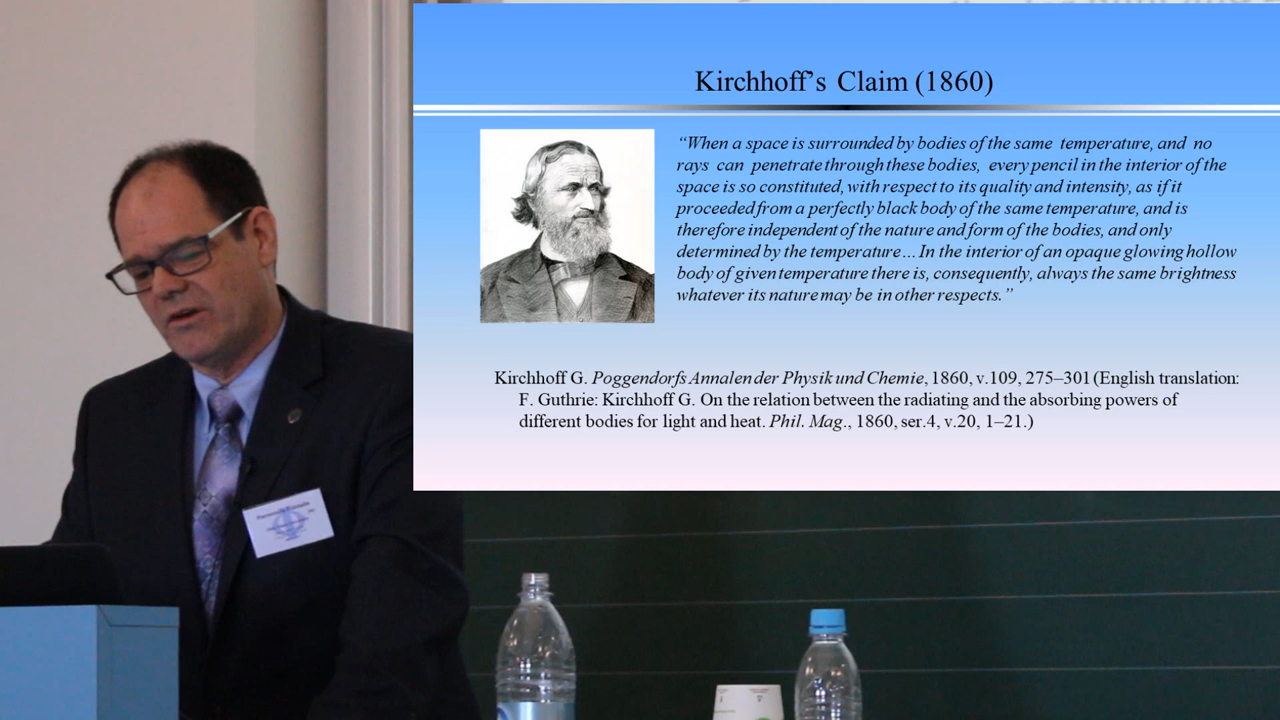 Kirchhoff’s Claim (1860)
“When a space is surrounded by bodies of the same temperature, and no
rays can penetrate through these bodies, every pencil in the interior of the
space is so constituted, with respect to its quality and intensity, as if it
proceeded from a perfectly black body of the same temperature, and is
therefore independent of the nature and form of the bodies, and only
determined by the temperature… In the interior of an opaque glowing hollow
body of given temperature there is, consequently, always the same brightness
whatever its nature may be in other respects.”
Kirchhoff G. Poggendorfs Annalen der Physik und Chemie, 1860, v.109, 275–301 (English translation:
F. Guthrie: Kirchhoff G. On the relation between the radiating and the absorbing powers of
different bodies for light and heat. Phil. Mag., 1860, ser.4, v.20, 1–21.)